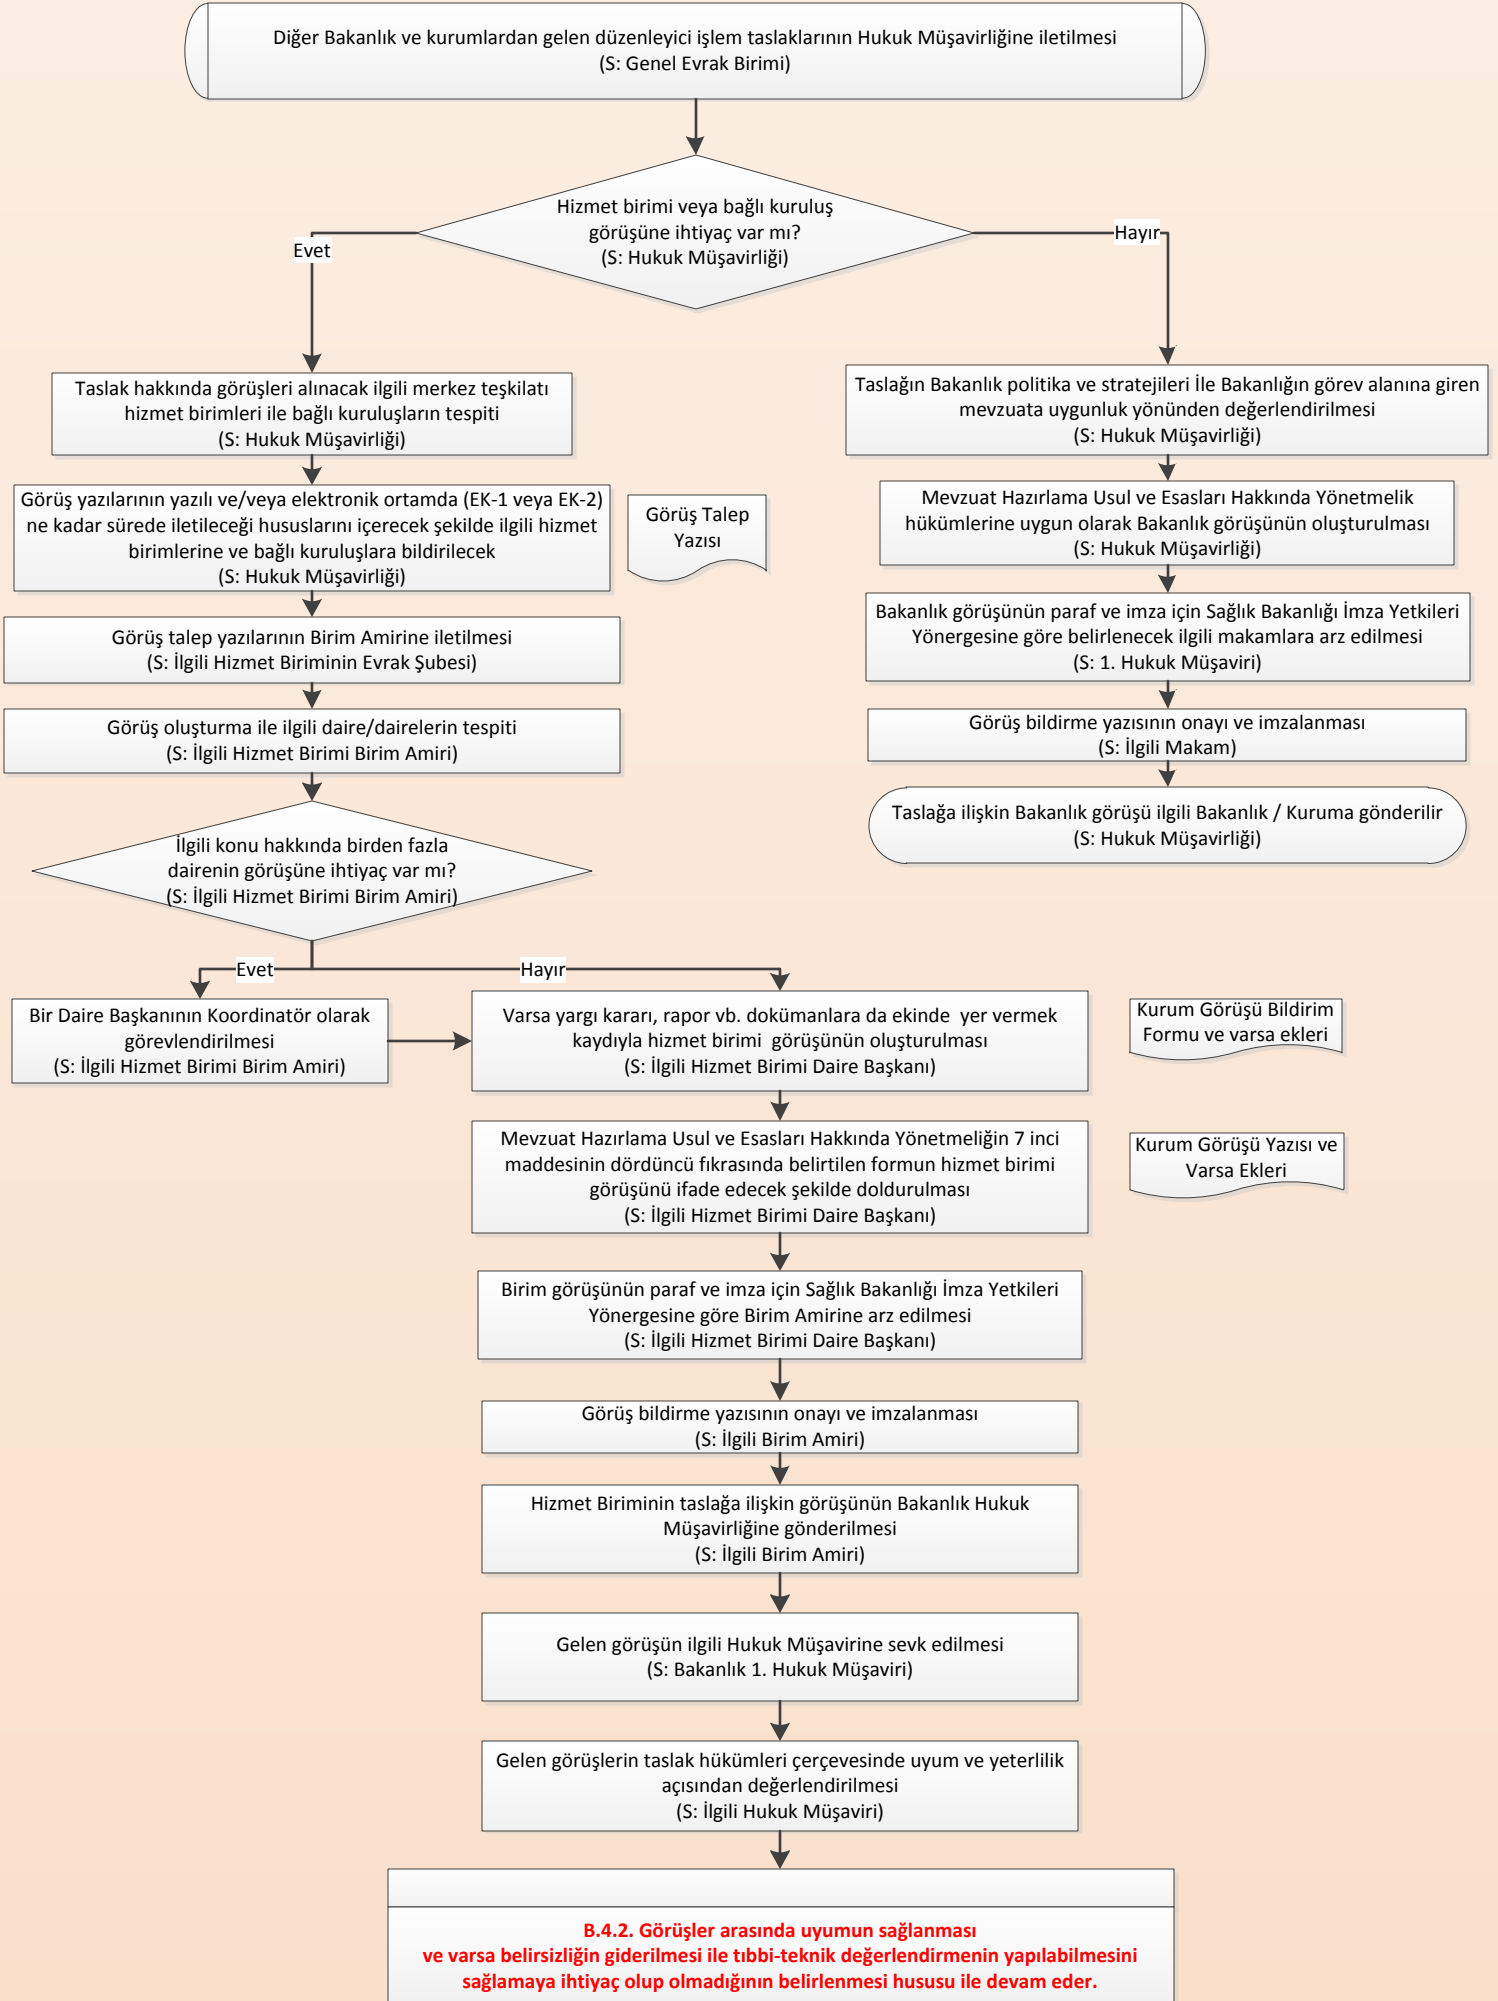 Diğer Bakanlık ve kurumlardan gelen düzenleyici işlem taslaklarının Hukuk Müşavirliğine iletilmesi
(S: Genel Evrak Birimi)
Hizmet birimi veya bağlı kuruluş
görüşüne ihtiyaç var mı?
(S: Hukuk Müşavirliği)
Evet
Hayır
Taslak hakkında görüşleri alınacak ilgili merkez teşkilatı
hizmet birimleri ile bağlı kuruluşların tespiti
(S: Hukuk Müşavirliği)
Görüş yazılarının yazılı ve/veya elektronik ortamda (EK-1 veya EK-2)
ne kadar sürede iletileceği hususlarını içerecek şekilde ilgili hizmet
birimlerine ve bağlı kuruluşlara bildirilecek
(S: Hukuk Müşavirliği)
Görüş Talep
Yazısı
Görüş talep yazılarının Birim Amirine iletilmesi
(S: İlgili Hizmet Biriminin Evrak Şubesi)
Görüş oluşturma ile ilgili daire/dairelerin tespiti
(S: İlgili Hizmet Birimi Birim Amiri)
Taslağın Bakanlık politika ve stratejileri İle Bakanlığın görev alanına giren
mevzuata uygunluk yönünden değerlendirilmesi
(S: Hukuk Müşavirliği)
Mevzuat Hazırlama Usul ve Esasları Hakkında Yönetmelik
hükümlerine uygun olarak Bakanlık görüşünün oluşturulması
(S: Hukuk Müşavirliği)
Bakanlık görüşünün paraf ve imza için Sağlık Bakanlığı İmza Yetkileri
Yönergesine göre belirlenecek ilgili makamlara arz edilmesi
(S: 1. Hukuk Müşaviri)
Görüş bildirme yazısının onayı ve imzalanması
(S: İlgili Makam)
Taslağa ilişkin Bakanlık görüşü ilgili Bakanlık / Kuruma gönderilir
(S: Hukuk Müşavirliği)
İlgili konu hakkında birden fazla
dairenin görüşüne ihtiyaç var mı?
(S: İlgili Hizmet Birimi Birim Amiri)
Evet
Hayır
Bir Daire Başkanının Koordinatör olarak
görevlendirilmesi
(S: İlgili Hizmet Birimi Birim Amiri)
Varsa yargı kararı, rapor vb. dokümanlara da ekinde  yer vermek
kaydıyla hizmet birimi  görüşünün oluşturulması
(S: İlgili Hizmet Birimi Daire Başkanı)
Kurum Görüşü Bildirim
Formu ve varsa ekleri
Mevzuat Hazırlama Usul ve Esasları Hakkında Yönetmeliğin 7 inci
maddesinin dördüncü fıkrasında belirtilen formun hizmet birimi
görüşünü ifade edecek şekilde doldurulması
(S: İlgili Hizmet Birimi Daire Başkanı)
Kurum Görüşü Yazısı ve
Varsa Ekleri
Birim görüşünün paraf ve imza için Sağlık Bakanlığı İmza Yetkileri
Yönergesine göre Birim Amirine arz edilmesi
(S: İlgili Hizmet Birimi Daire Başkanı)
Görüş bildirme yazısının onayı ve imzalanması
(S: İlgili Birim Amiri)
Hizmet Biriminin taslağa ilişkin görüşünün Bakanlık Hukuk
Müşavirliğine gönderilmesi
(S: İlgili Birim Amiri)
Gelen görüşün ilgili Hukuk Müşavirine sevk edilmesi
(S: Bakanlık 1. Hukuk Müşaviri)
Gelen görüşlerin taslak hükümleri çerçevesinde uyum ve yeterlilik
açısından değerlendirilmesi
(S: İlgili Hukuk Müşaviri)
B.4.2. Görüşler arasında uyumun sağlanması
ve varsa belirsizliğin giderilmesi ile tıbbi-teknik değerlendirmenin yapılabilmesini
sağlamaya ihtiyaç olup olmadığının belirlenmesi hususu ile devam eder.